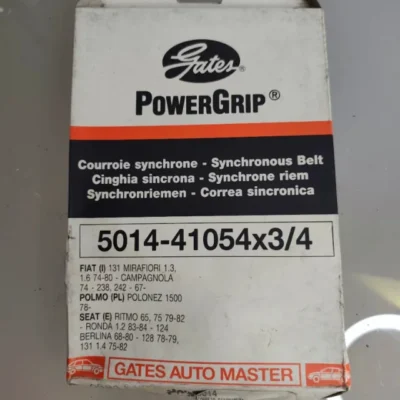 Gates
POWERGRIP®
Courroie synchrone - Synchronous Belt
Cinghia sincrona - Synchrone riem
Synchronriemen - Correa sincronica
5014-41054x3/4
FIAT (I) 131 MIRAFIORI 1.3,
1.6 74-80 - CAMPAGNOLA
74 - 238, 242 - 67-
POLMO (PL) POLONEZ 1500
78-
SEAT (E) RITMO 65, 75 79-82
- RONDA 1.2 83-84 - 124
BERLINA 68-80 - 128 78-79,
131 1.4 75-82
GATES AUTO MASTER
5014